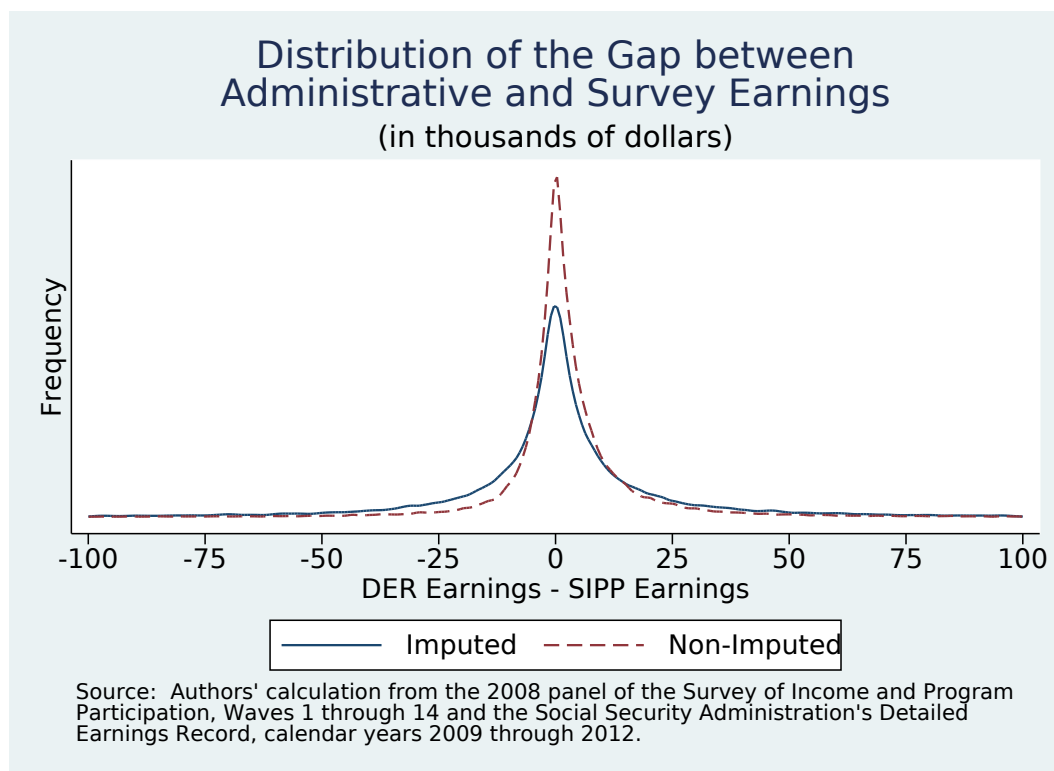 Distribution of the Gap between
Administrative and Survey Earnings
(in thousands of dollars)
Frequency
-100 -75 -50 -25 0 25 50 75 100
DER Earnings - SIPP Earnings
Imputed Non-Imputed
Source:  Authors' calculation from the 2008 panel of the Survey of Income and Program
Participation, Waves 1 through 14 and the Social Security Administration's Detailed
Earnings Record, calendar years 2009 through 2012.